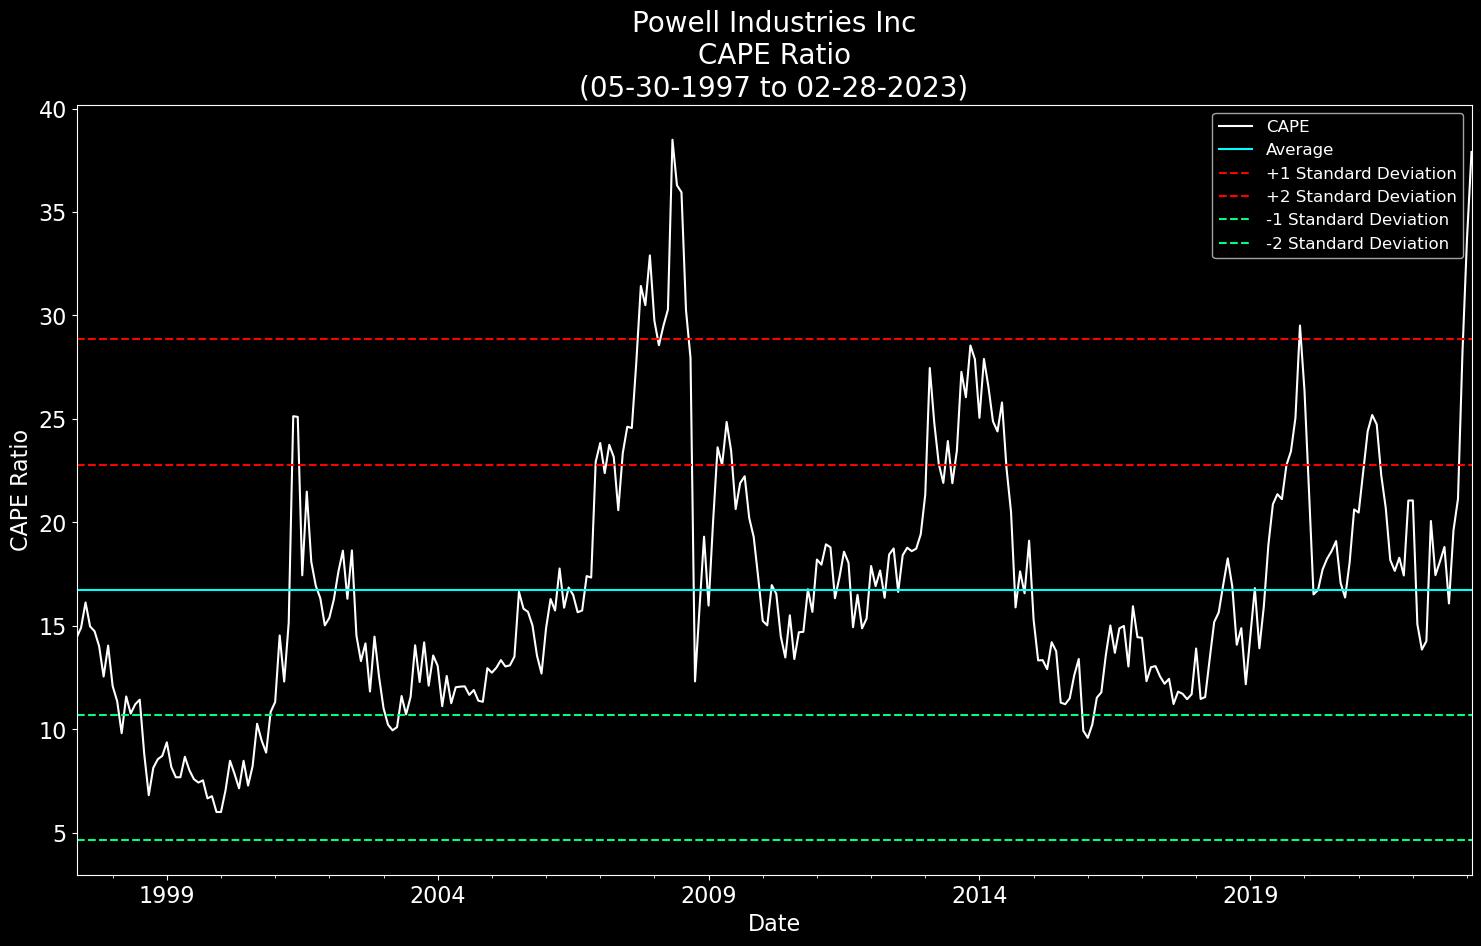 Powell Industries Inc
CAPE Ratio
(05-30-1997 to 02-28-2023)
40
35
30
25
20
15
10
5
CAPE Ratio
CAPE
Average
+1 Standard Deviation
+2 Standard Deviation
-1 Standard Deviation
-2 Standard Deviation
1999 2004 2009 2014 2019
Date